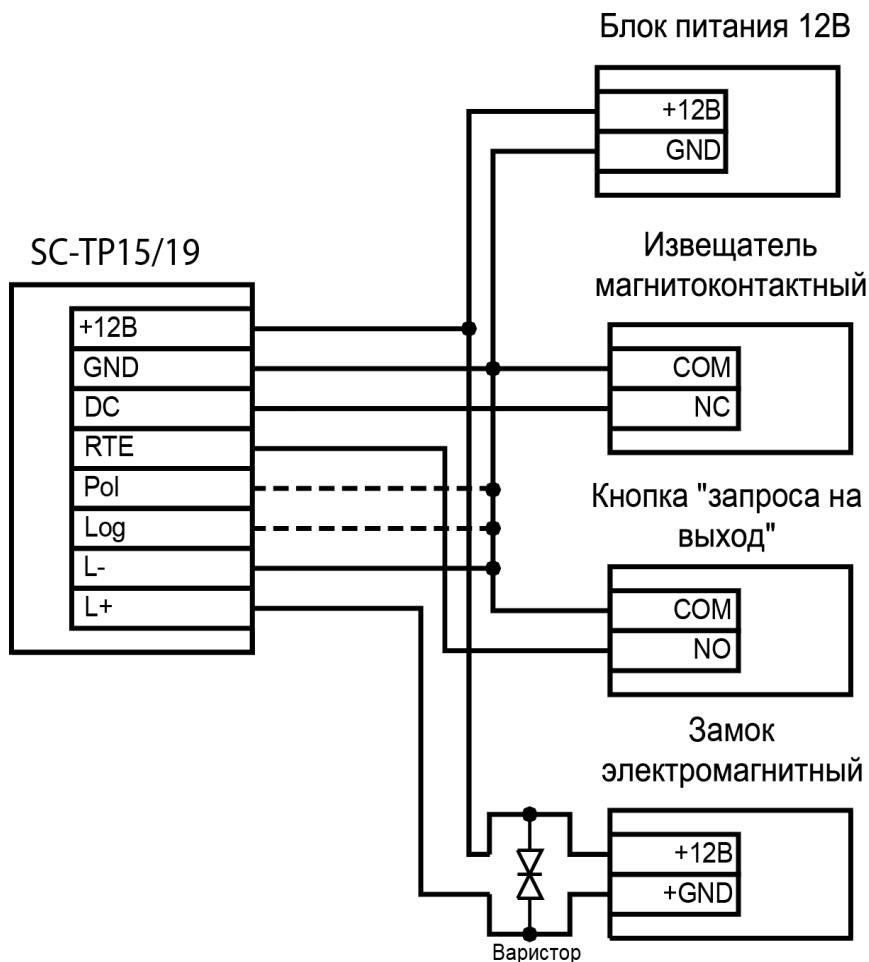 Блок питания 12В
+12В
GND
SC-TP15/19
+12В
GND
DC
RTE
Pol
Log
L-
L+
Извещатель
магнитоконтактный
COM
NC
Кнопка "запроса на
выход"
COM
NO
Замок
электромагнитный
+12В
+GND
Варистор